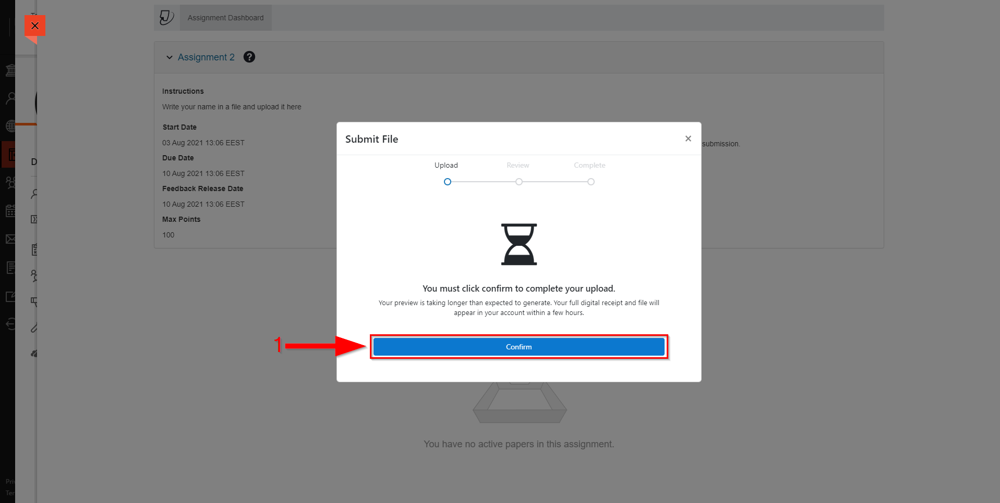 Assignment Dashboard
Assignment 2
Instructions
Write your name in a file and upload it here
Start Date
03 Aug 2021 13:06 EEST
submission.
Due Date
10 Aug 2021 13:06 EEST
Feedback Release Date
10 Aug 2021 13:06 EEST
Max Points
100
Submit File
Upload Review Complete
You must click confirm to complete your upload.
Your preview is taking longer than expected to generate. Your full digital receipt and file will
appear in your account within a few hours.
1
Confirm
You have no active papers in this assignment.